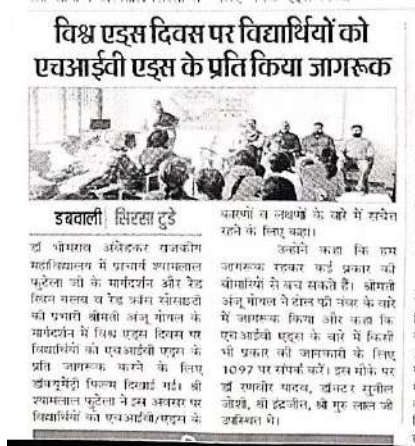 विश्व एड्स दिवस पर विद्यार्थियों को
एचआईवी एड्स के प्रति किया जागरूक
डबवाली | सिरसा टुडे
डॉ भीमराव अंबेडकर राजकीय
महाविद्यालय में प्राचार्य श्यामलाल
फुटेला जी के मार्गदर्शन और रेड
रिबन क्लब व रेड क्रॉस सोसाइटी
की प्रभारी श्रीमती अंजू गोयल के
मार्गदर्शन में विश्व एड्स दिवस पर
विद्यार्थियों को एचआईवी एड्स के
प्रति जागरूक करने के लिए
डॉक्यूमेंट्री फिल्म दिखाई गई। श्री
श्यामलाल फुटेला ने इस अवसर पर
विद्यार्थियों को एचआईवी/एड्स के
कारणों व लक्षणों के बारे में सचेत
रहने के लिए कहा।
उन्होंने कहा कि हम
जागरूक रहकर कई प्रकार की
बीमारियों से बच सकते हैं। श्रीमती
अंजू गोयल ने टोल फ्री नंबर के बारे
में जागरूक किया और कहा कि
एचआईवी एड्स के बारे में किसी
भी प्रकार की जानकारी के लिए
1097 पर संपर्क करें। इस मौके पर
डॉ रणवीर यादव, डॉक्टर सुनील
जोशी, श्री इंद्रजीत, श्री गुरु लाल जी
उपस्थित थे।